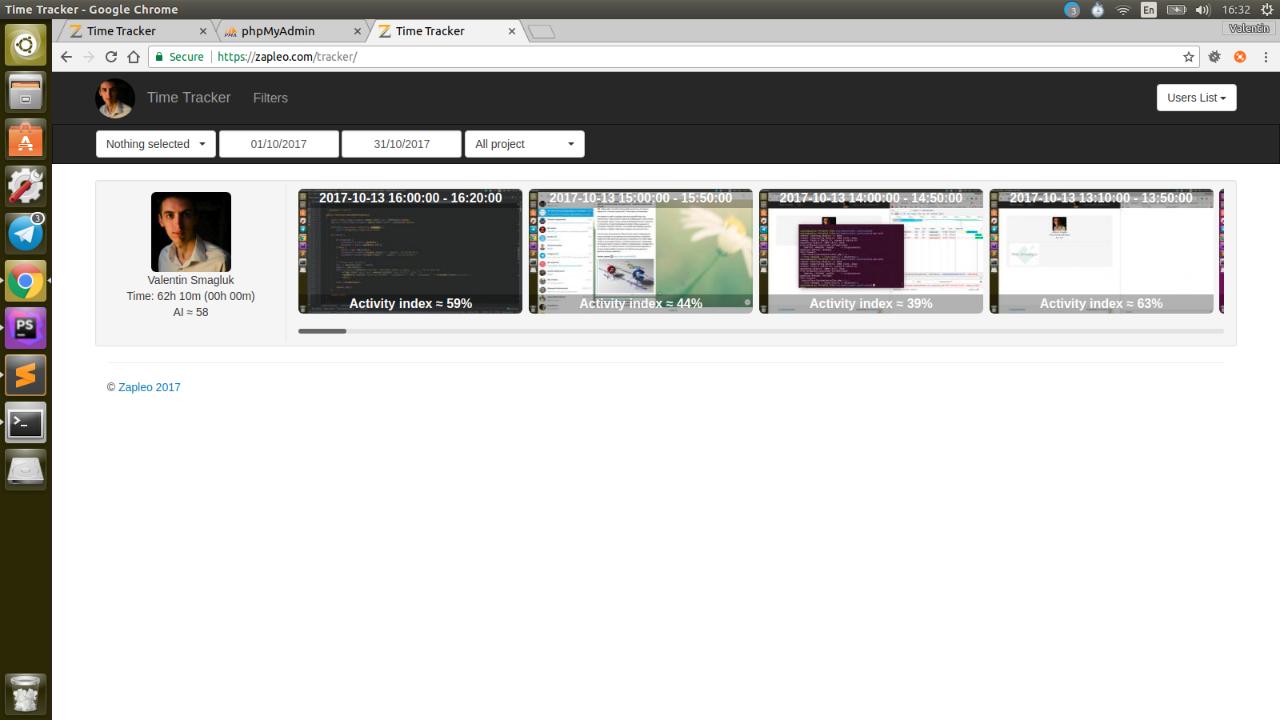 Time Tracker - Google Chrome
3
En
16:32
Time Tracker
phpMyAdmin
Time Tracker
Valentin
Secure
https://zapleo.com/tracker/
Time Tracker
Filters
Users List
Nothing selected
01/10/2017
31/10/2017
All project
2017-10-13 16:00:00 - 16:20:00
2017-10-13 15:00:00 - 15:50:00
2017-10-13 14:00:00 - 14:50:00
2017-10-13 13:10:00 - 13:50:00
Valentin Smagluk
Time: 62h 10m (00h 00m)
AI ≈ 58
Activity index ≈ 59%
Activity index ≈ 44%
Activity index ≈ 39%
Activity index ≈ 63%
© Zapleo 2017
3
PS